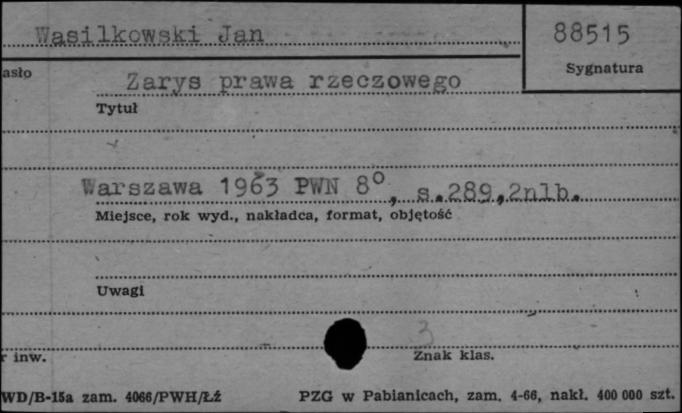 Wasilkowski Jan 88515
Sygnatura
asło
Zarys prawa rzeczowego
Tytuł
Warszawa 1963 PWN 8°, s.289,2nlb.
Miejsce, rok wyd., nakładca, format, objętość
Uwagi
3
r inw. Znak klas.
WD/B-15a zam. 4066/PWH/Łź PZG w Pabianicach, zam. 4-66, nakł. 400 000 szt.